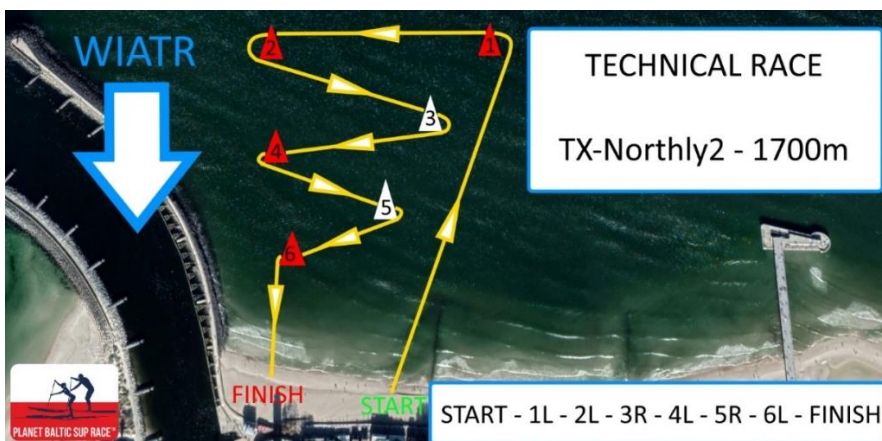 WIATR
2
1
3
4
5
6
TECHNICAL RACE
TX-Northly2 - 1700m
FINISH
START
PLANET BALTIC SUP RACE™
START - 1L - 2L - 3R - 4L - 5R - 6L - FINISH